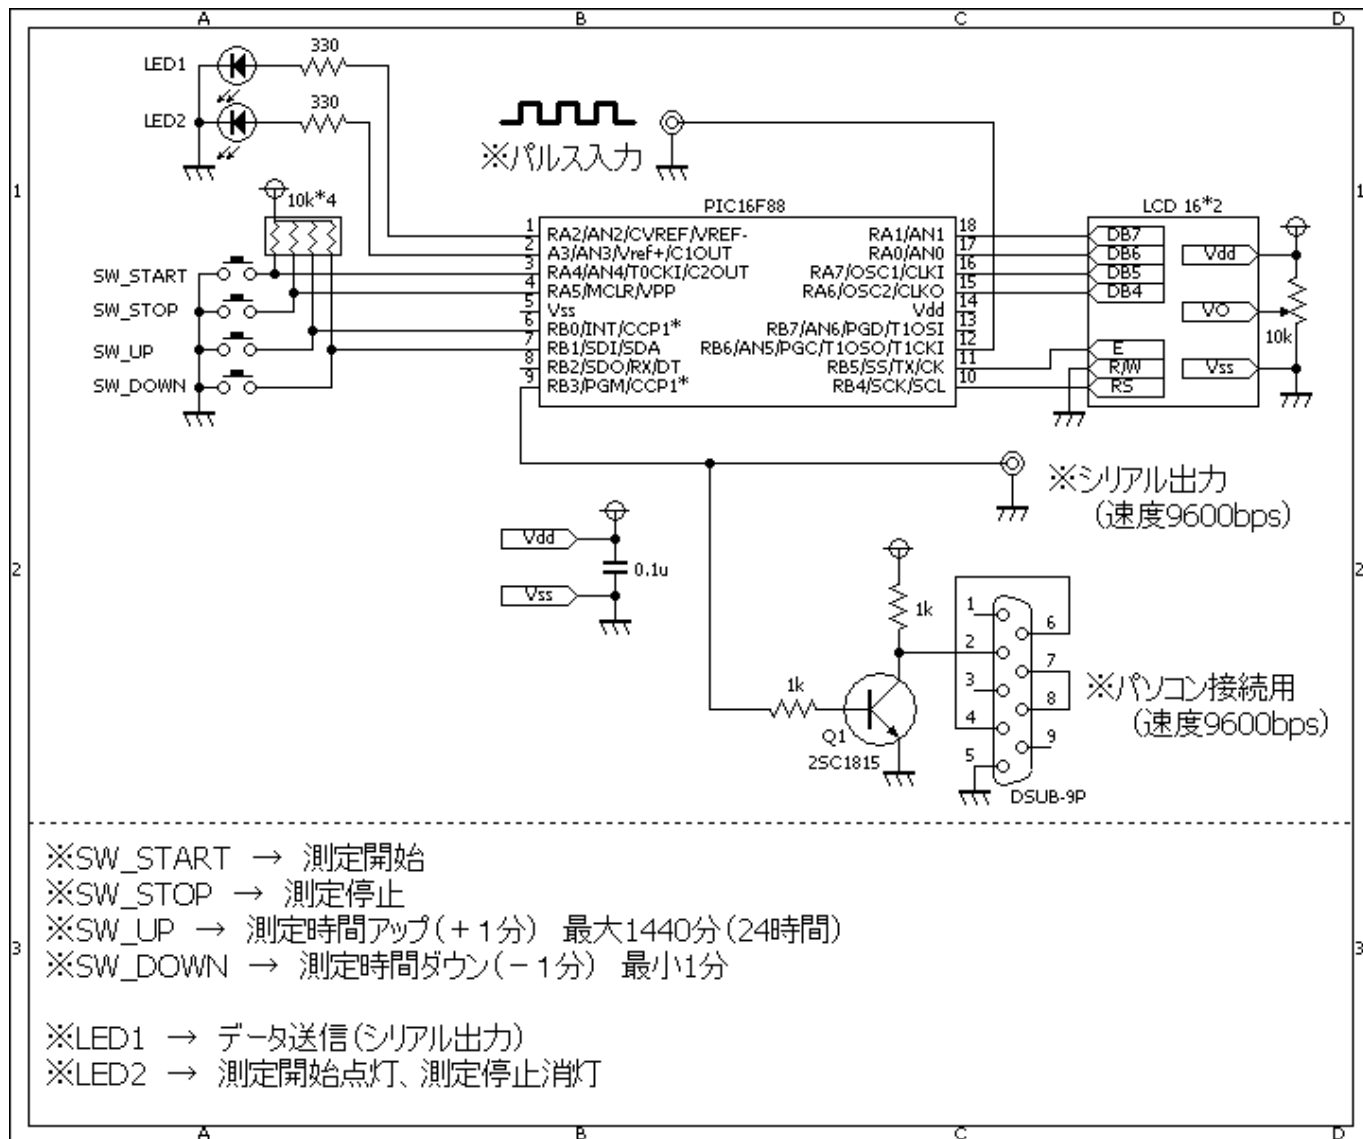 A B C D
LED1
330
LED2
330
※パルス入力
1
1
10k*4
SW_START
SW_STOP
SW_UP
SW_DOWN
PIC16F88
1 RA2/AN2/CVREF/VREF-
2 A3/AN3/Vref+/C1OUT
3 RA4/AN4/T0CKI/C2OUT
4 RA5/MCLR/VPP
5 Vss
6 RB0/INT/CCP1*
7 RB1/SDI/SDA
8 RB2/SDO/RX/DT
9 RB3/PGM/CCP1*
RA1/AN1 18
RA0/AN0 17
RA7/OSC1/CLKI 16
RA6/OSC2/CLKO 15
Vdd 14
RB7/AN6/PGD/T1OSI 13
RB6/AN5/PGC/T1OSO/T1CKI 12
RB5/SS/TX/CK 11
RB4/SCK/SCL 10
LCD 16*2
DB7
DB6
DB5
DB4
E
R/W
RS
Vdd
VO
Vss
10k
※シリアル出力
(速度9600bps)
2
2
Vdd
0.1u
Vss
1k
1k
Q1
2SC1815
1
2
3
4
5
6
7
8
9
DSUB-9P
※パソコン接続用
(速度9600bps)
※SW_START → 測定開始
※SW_STOP → 測定停止
※SW_UP → 測定時間アップ(+1分) 最大1440分(24時間)
※SW_DOWN → 測定時間ダウン(-1分) 最小1分
3
3
※LED1 → データ送信(シリアル出力)
※LED2 → 測定開始点灯、測定停止消灯
A B C D